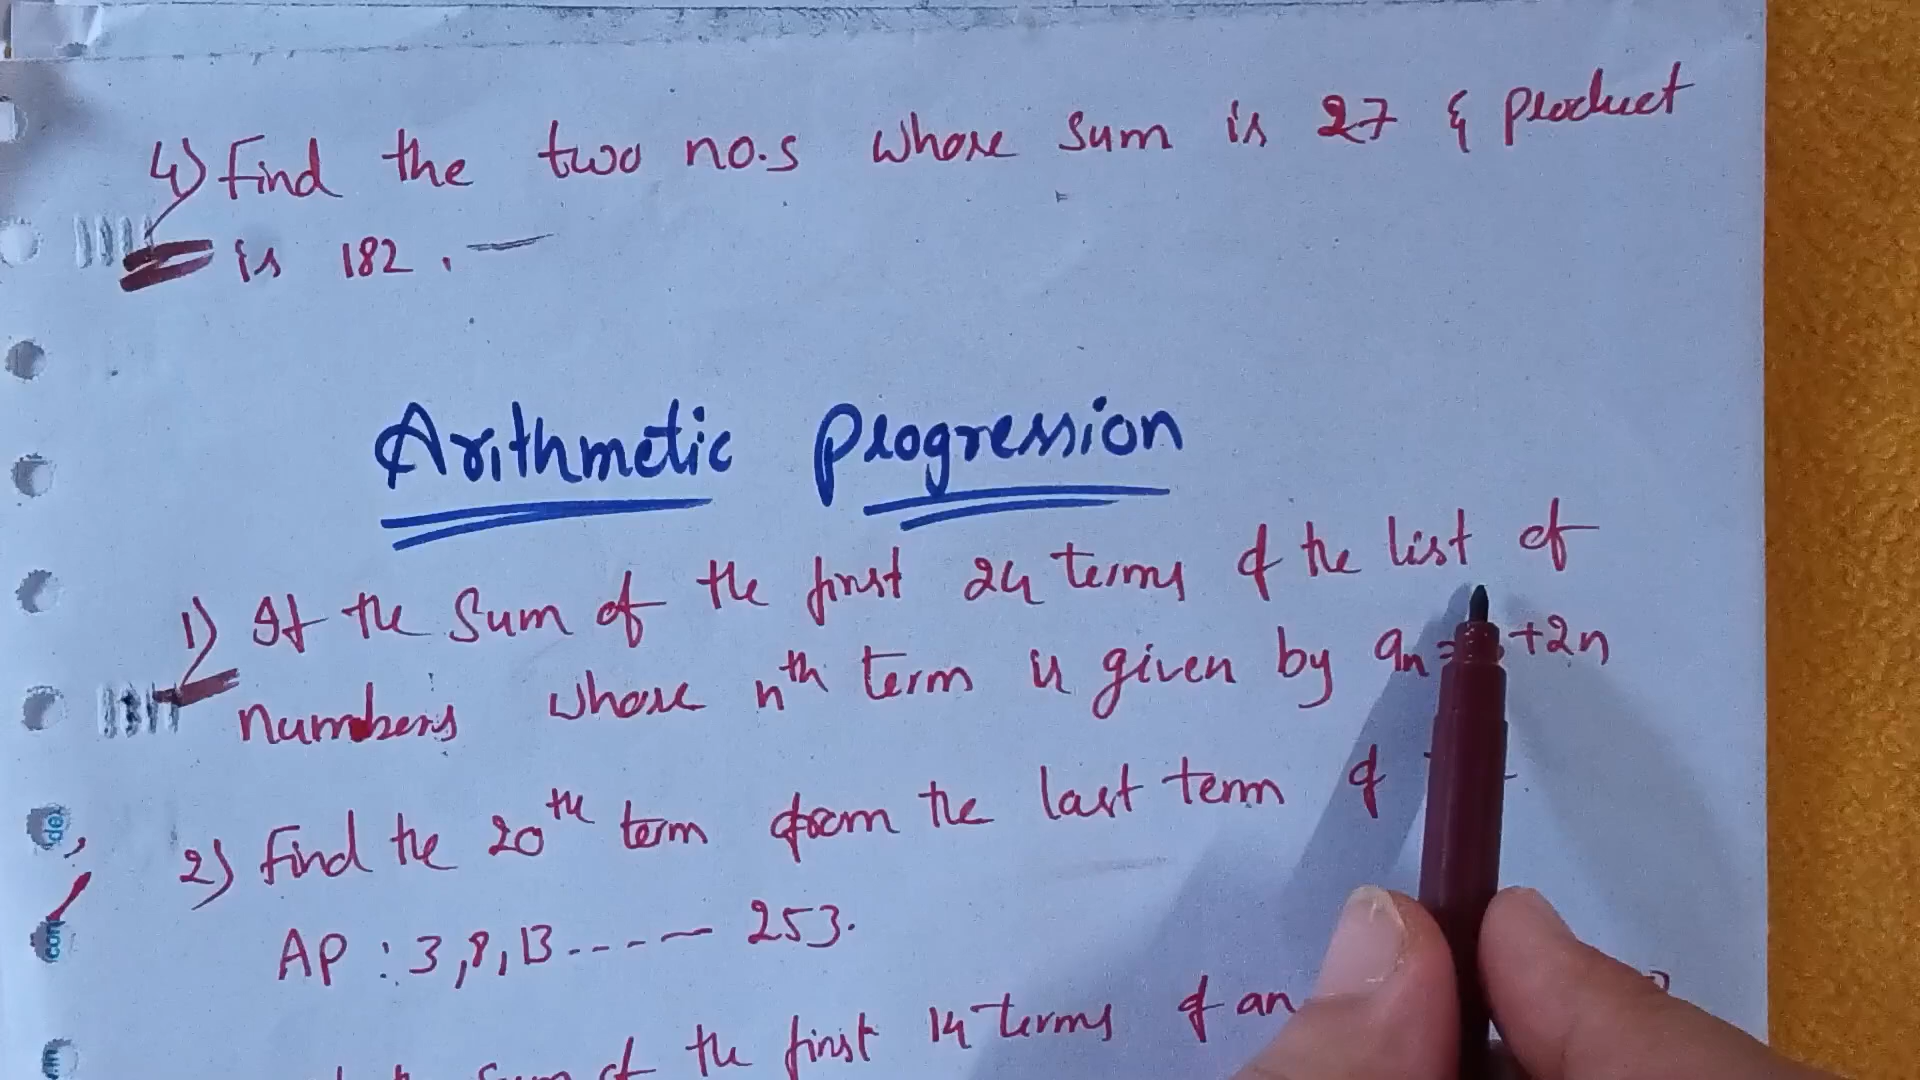 4) Find the two no.s whose sum is 27 & product
is 182.
Arithmetic Progression
1) If the sum of the first 24 terms of the list of
numbers whose nth term is given by an= +2n
2) Find the 20th term from the last term of
AP : 3,8,13------ 253.
sum of the first 14 terms of an